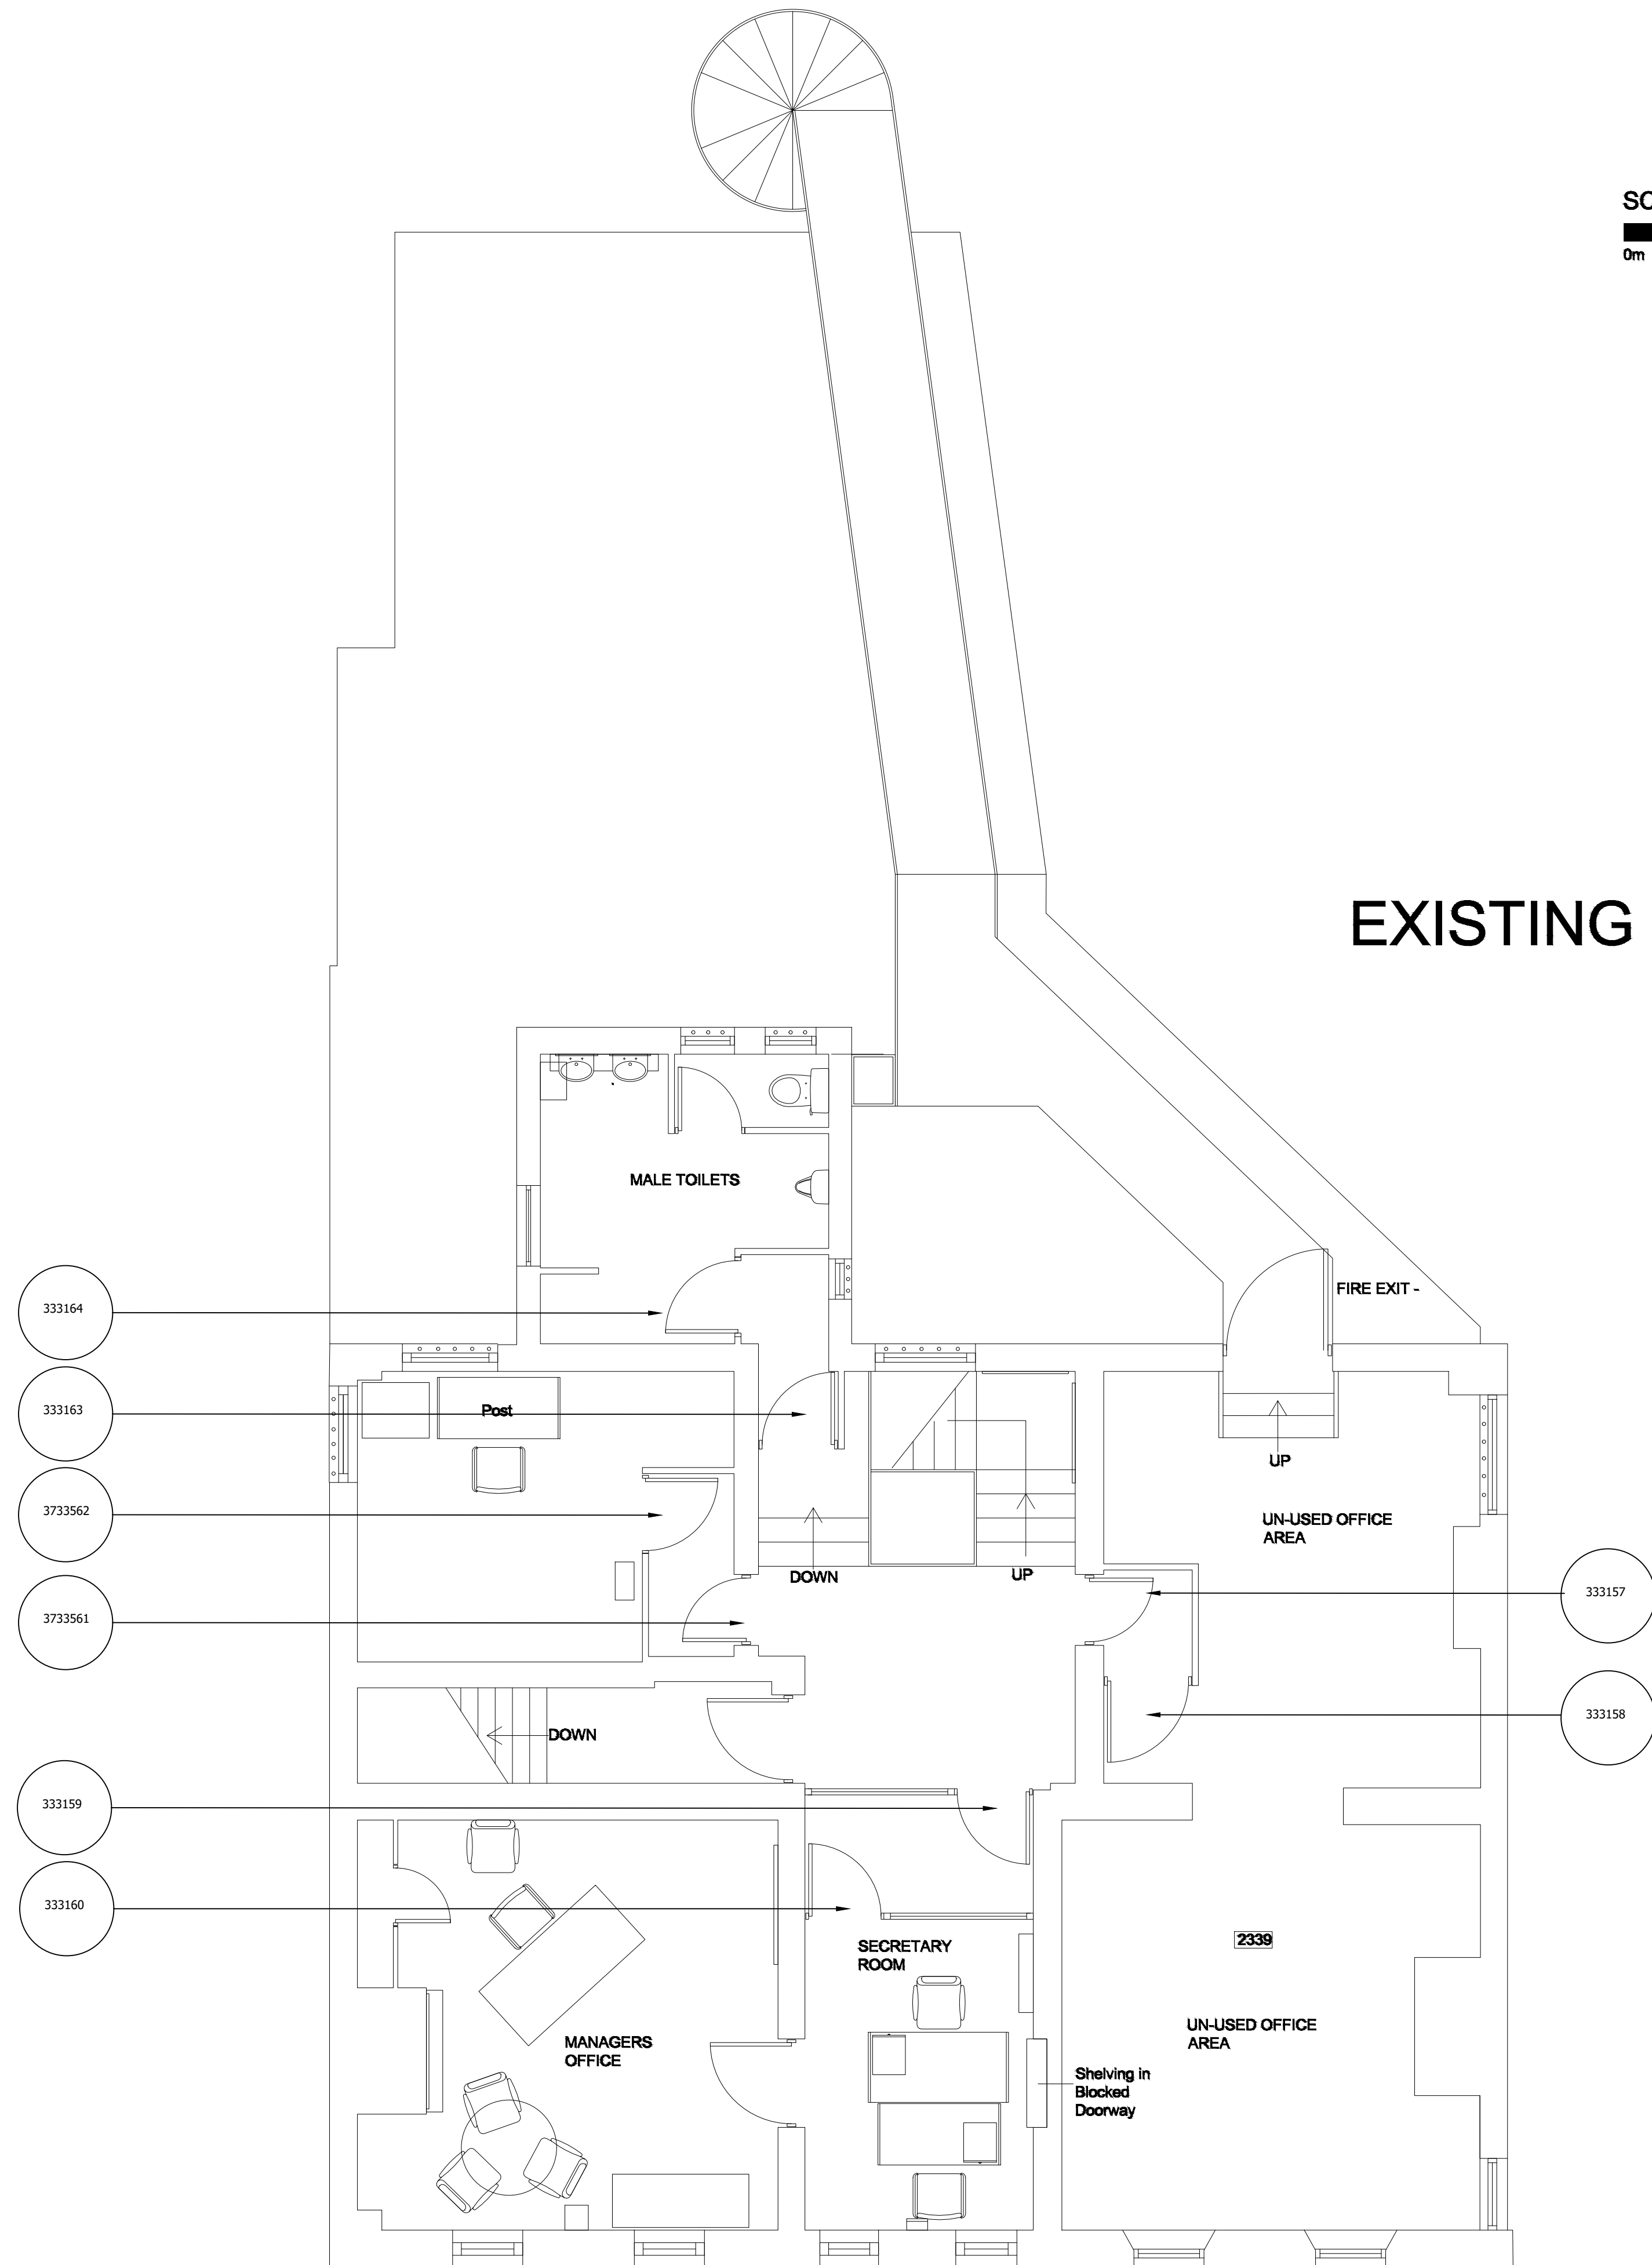 SC
0m
EXISTING
MALE TOILETS
333164
FIRE EXIT -
333163
Post
UP
3733562
UN-USED OFFICE
AREA
DOWN
UP
333157
3733561
333158
DOWN
333159
333160
SECRETARY
ROOM
2339
MANAGERS
OFFICE
UN-USED OFFICE
AREA
Shelving in
Blocked
Doorway